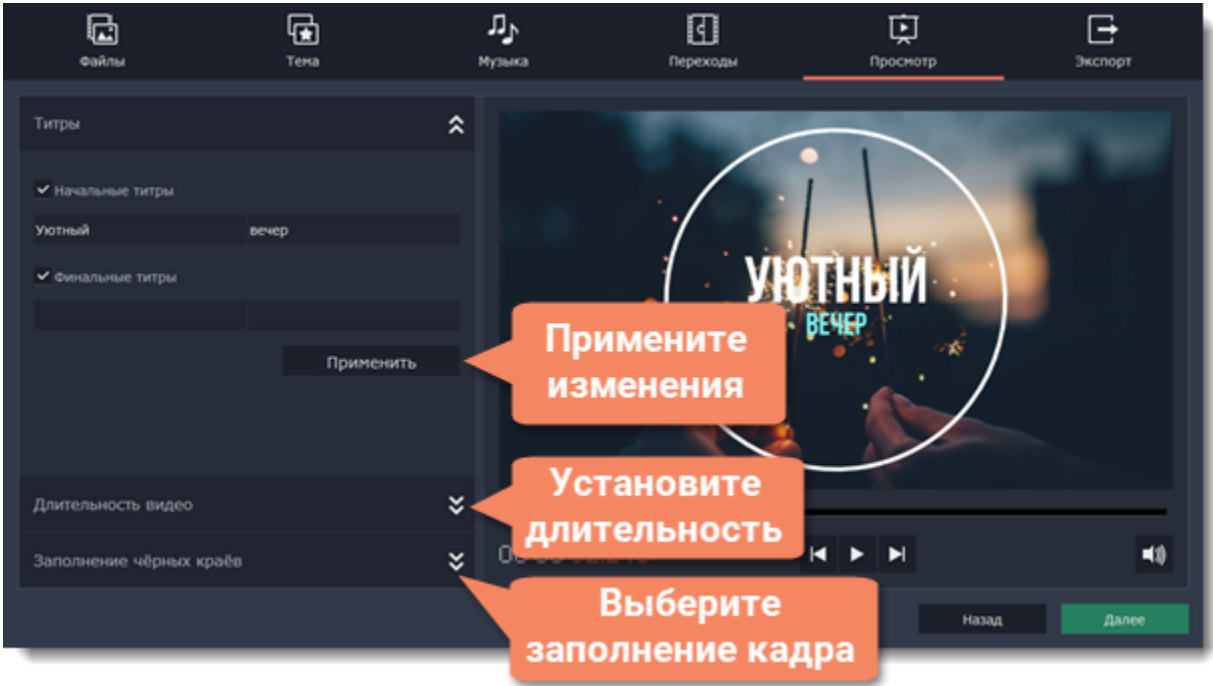 Файлы
Тема
Музыка
Переходы
Просмотр
Экспорт
Титры
Начальные титры
Уютный вечер
Финальные титры
Применить
Длительность видео
Заполнение чёрных краёв
УЮТНЫЙ
ВЕЧЕР
Примените
изменения
Установите
длительность
Выберите
заполнение кадра
Назад
Далее